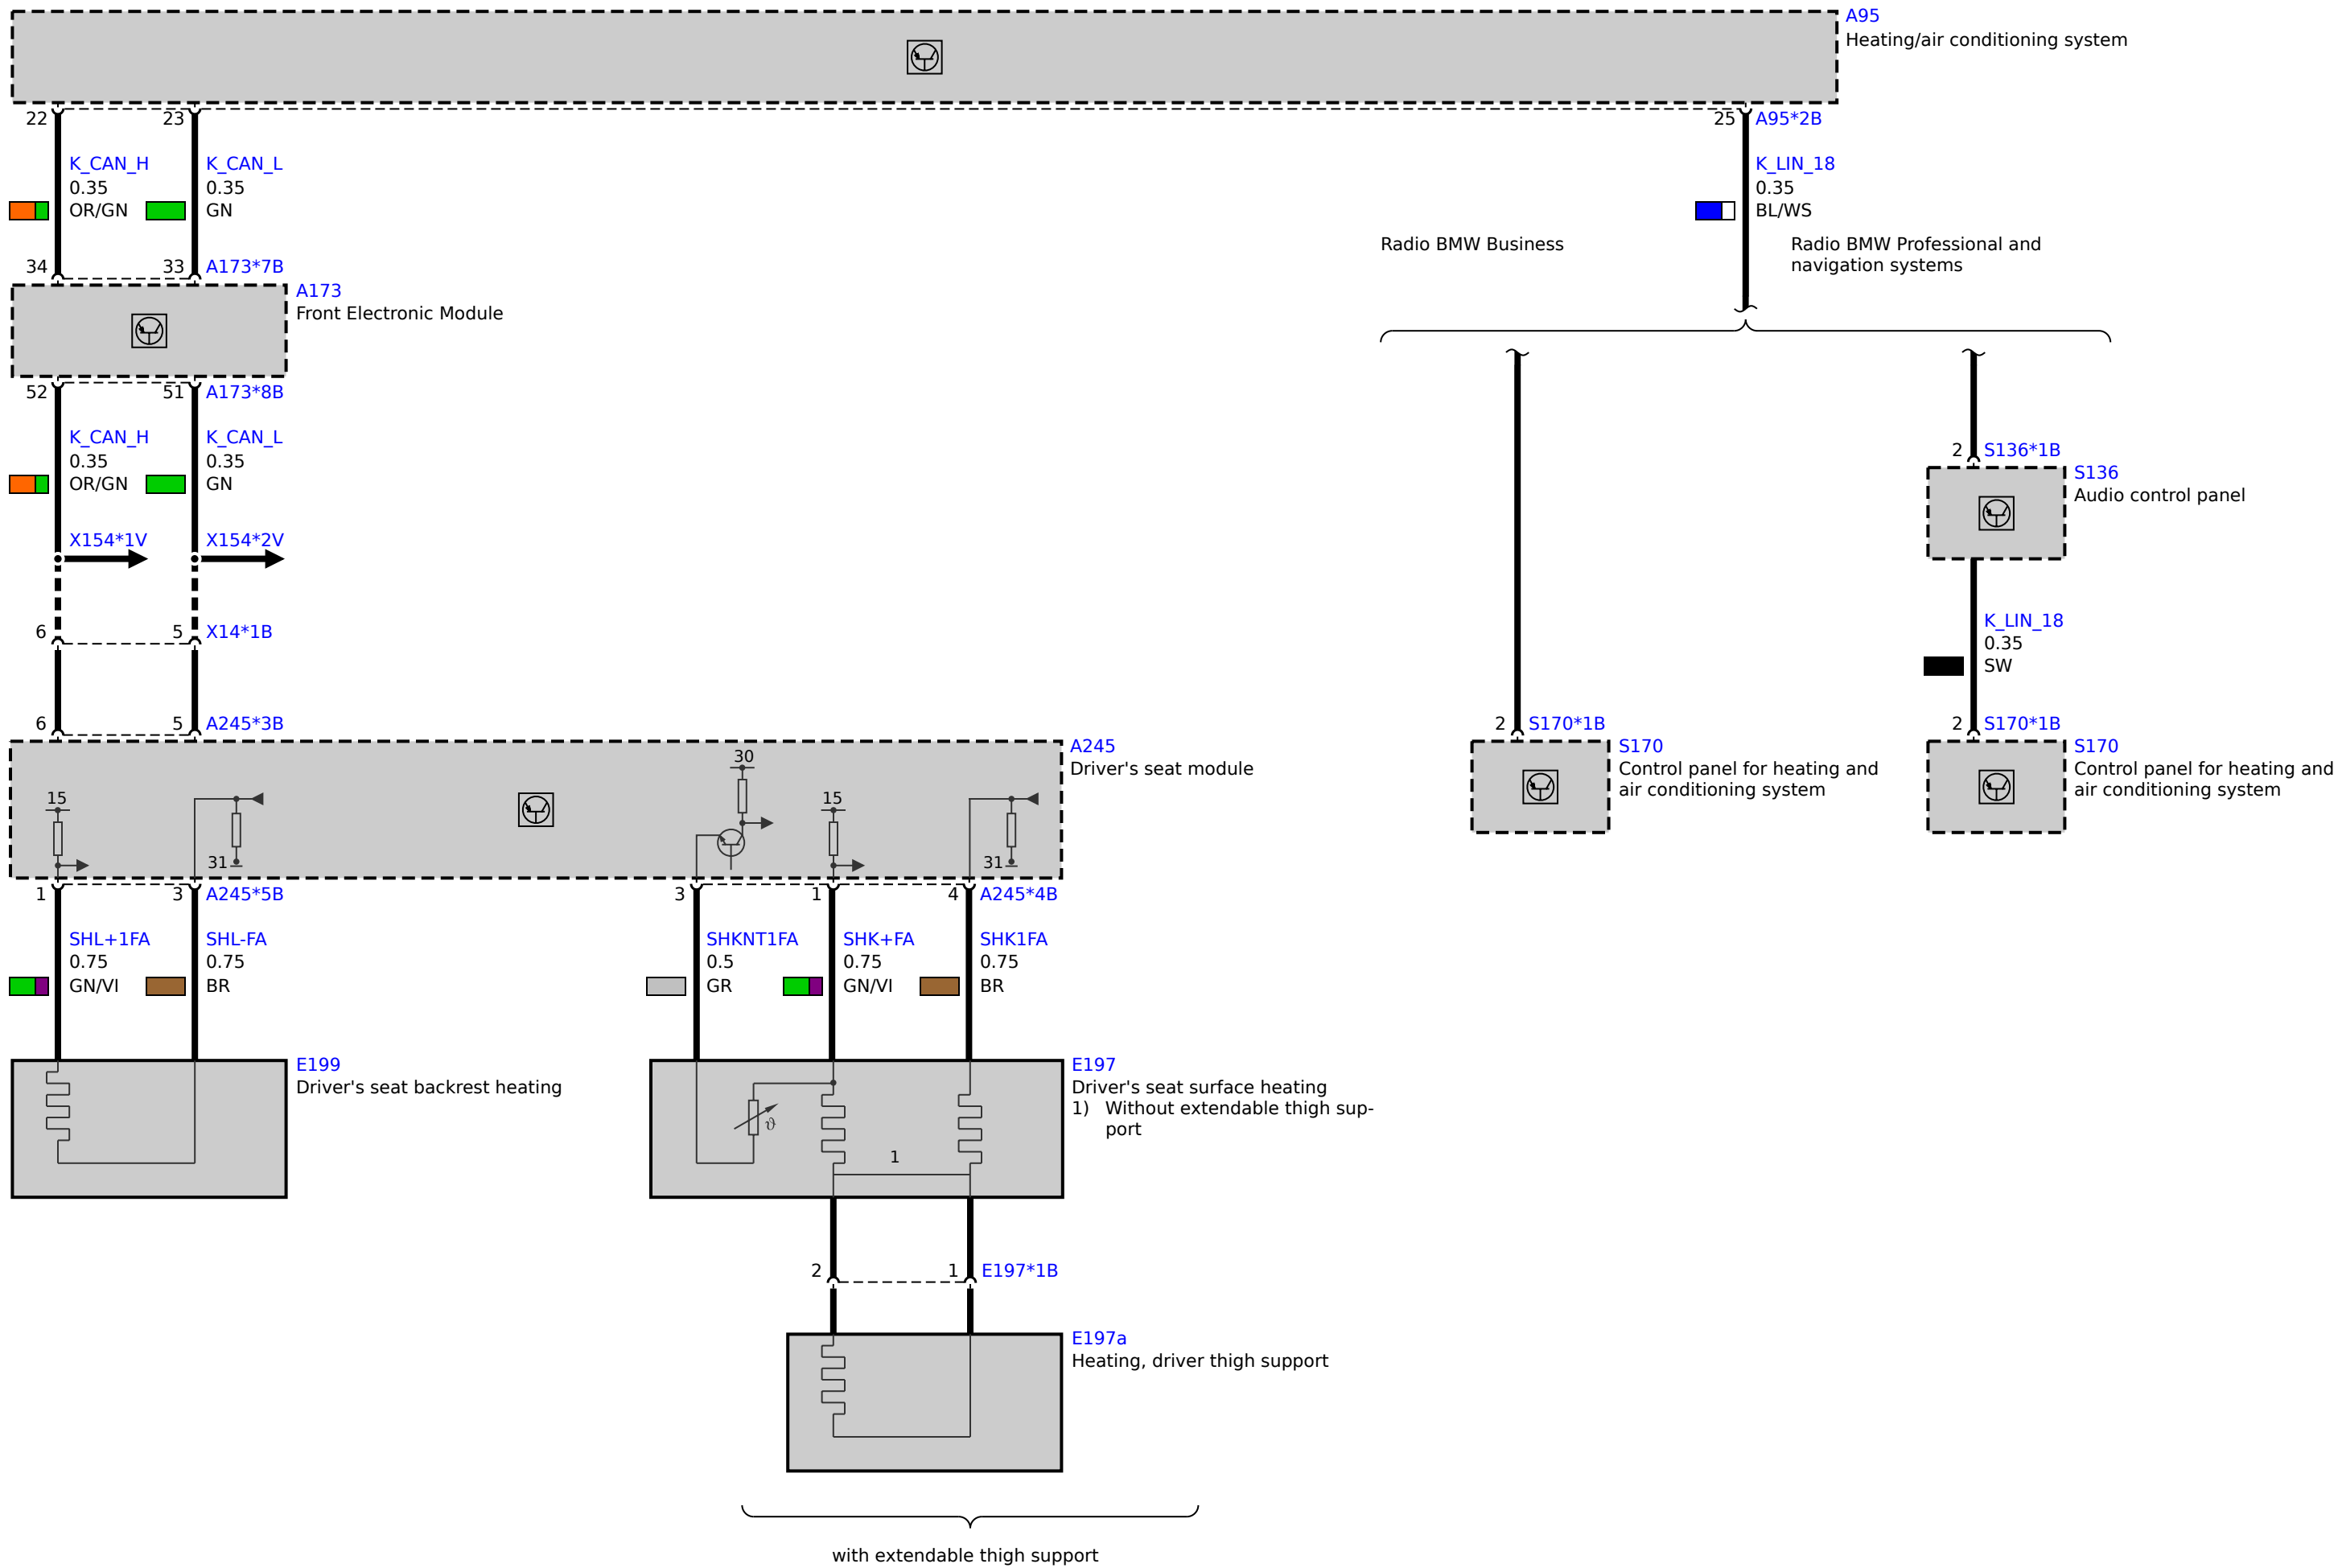 A95
Heating/air conditioning system
22
23
25
A95*2B
K_CAN_H
0.35
OR/GN
K_CAN_L
0.35
GN
K_LIN_18
0.35
BL/WS
Radio BMW Business
Radio BMW Professional and
navigation systems
34
33
A173*7B
A173
Front Electronic Module
52
51
A173*8B
K_CAN_H
0.35
OR/GN
K_CAN_L
0.35
GN
2
S136*1B
S136
Audio control panel
X154*1V
X154*2V
6
5
X14*1B
K_LIN_18
0.35
SW
6
5
A245*3B
2
S170*1B
2
S170*1B
A245
Driver's seat module
S170
Control panel for heating and
air conditioning system
S170
Control panel for heating and
air conditioning system
15
31
30
15
31
1
3
A245*5B
3
1
4
A245*4B
SHL+1FA
0.75
GN/VI
SHL-FA
0.75
BR
SHKNT1FA
0.5
GR
SHK+FA
0.75
GN/VI
SHK1FA
0.75
BR
E199
Driver's seat backrest heating
E197
Driver's seat surface heating
1) Without extendable thigh sup-
port
ϑ
1
2
1
E197*1B
E197a
Heating, driver thigh support
with extendable thigh support